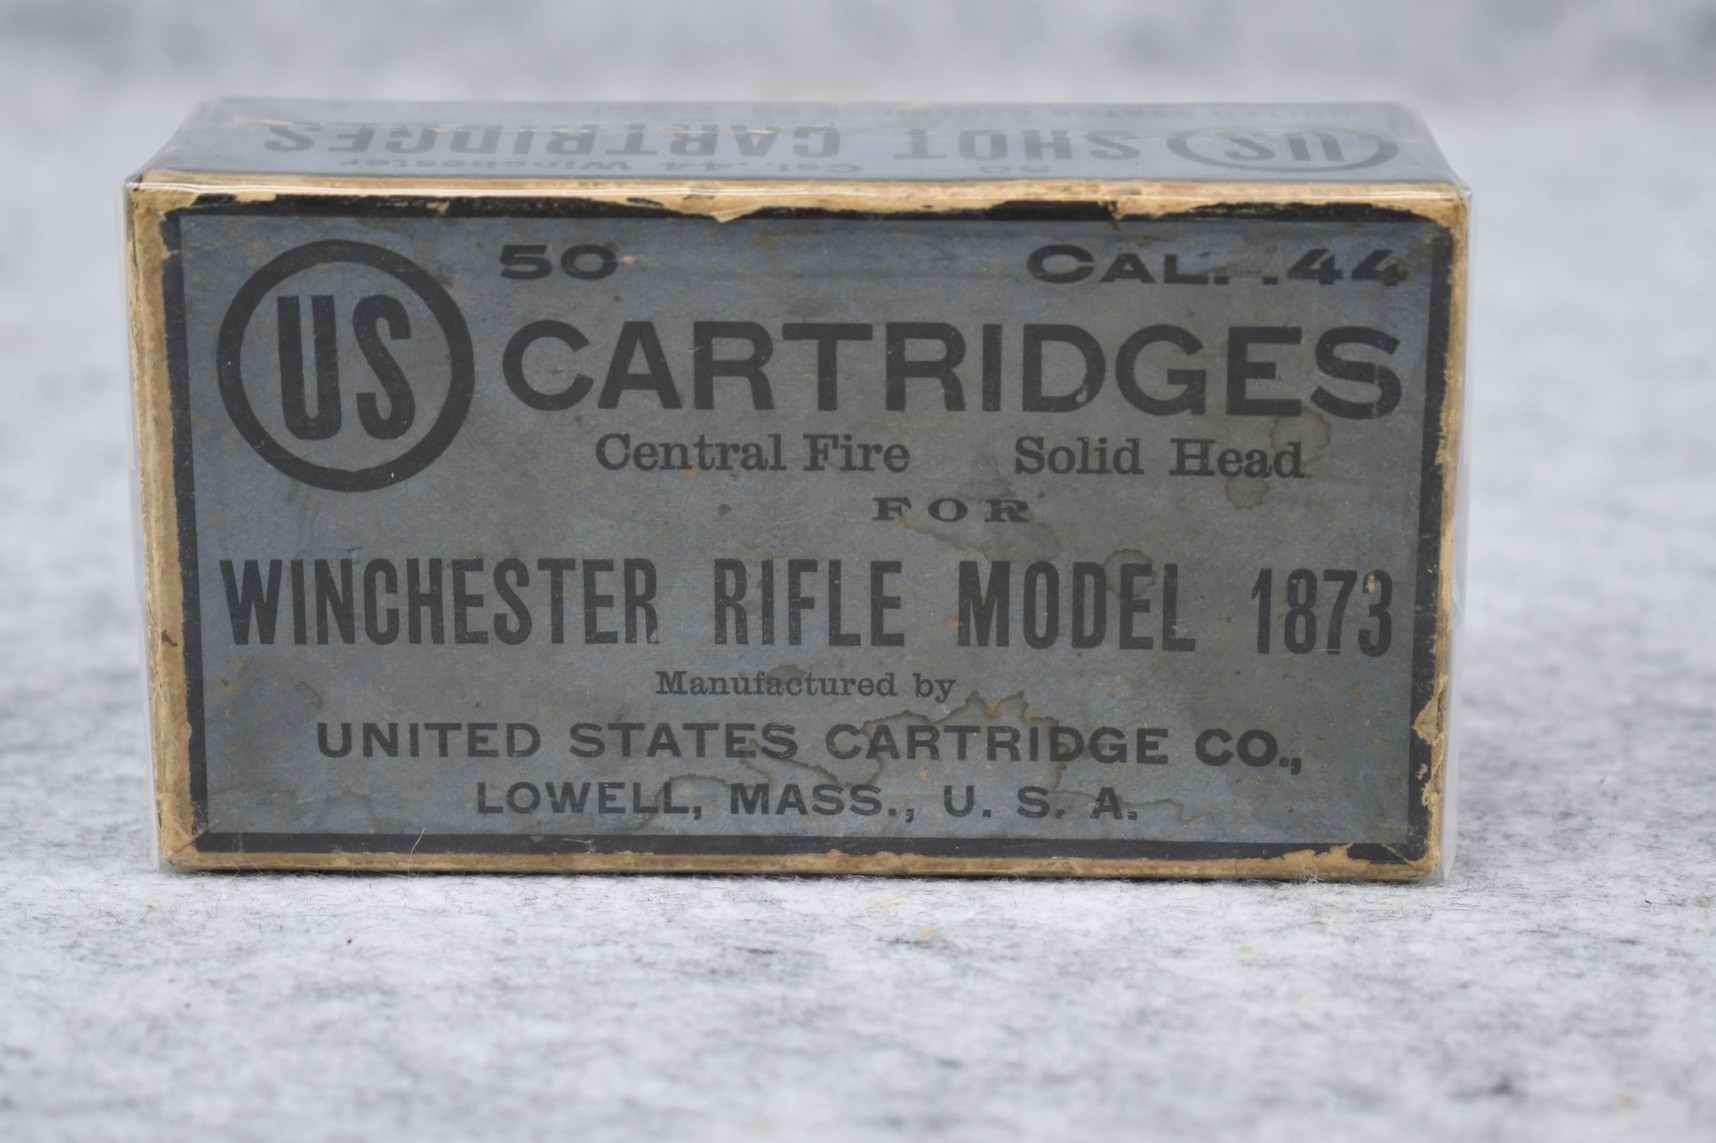 50 Cal. .44 Winchester
US SHOT CARTRIDGES
US
50 CAL. .44
CARTRIDGES
Central Fire Solid Head
FOR
WINCHESTER RIFLE MODEL 1873
Manufactured by
UNITED STATES CARTRIDGE CO.,
LOWELL, MASS., U. S. A.